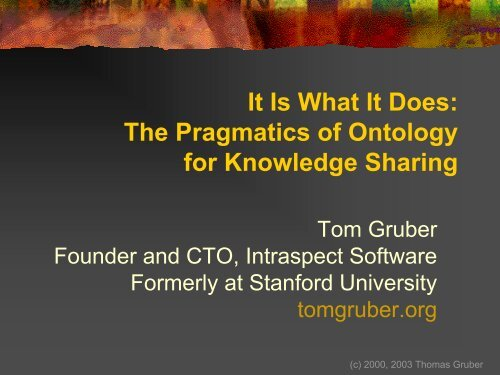 It Is What It Does:
The Pragmatics of Ontology
for Knowledge Sharing
Tom Gruber
Founder and CTO, Intraspect Software
Formerly at Stanford University
tomgruber.org
(c) 2000, 2003 Thomas Gruber